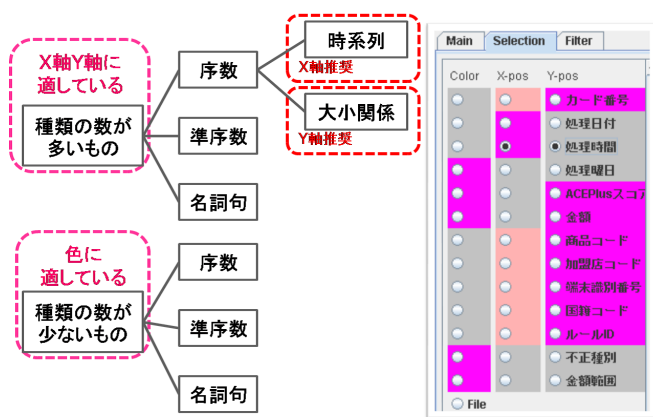 X軸Y軸に
適している
種類の数が
多いもの
序数
準序数
名詞句
時系列
X軸推奨
大小関係
Y軸推奨
色に
適している
種類の数が
少ないもの
序数
準序数
名詞句
Main Selection Filter
Color X-pos Y-pos
カード番号
処理日付
処理時間
処理曜日
ACEPlusスコア
金額
商品コード
加盟店コード
端末識別番号
国籍コード
ルールID
不正種別
金額範囲
File